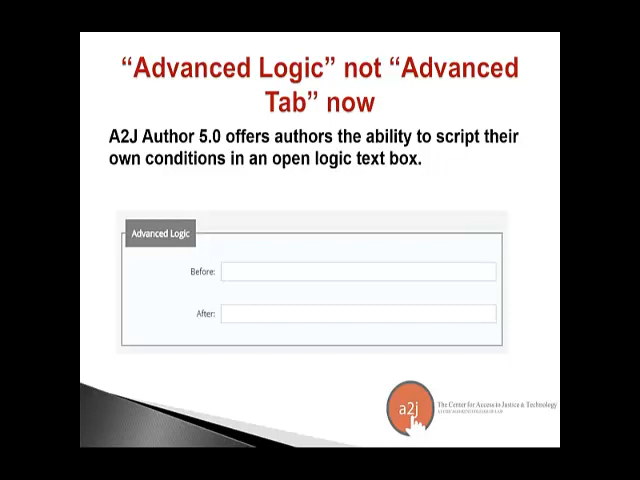 “Advanced Logic” not “Advanced
Tab” now
A2J Author 5.0 offers authors the ability to script their
own conditions in an open logic text box.
Advanced Logic
Before:
After:
a2j
The Center for Access to Justice & Technology